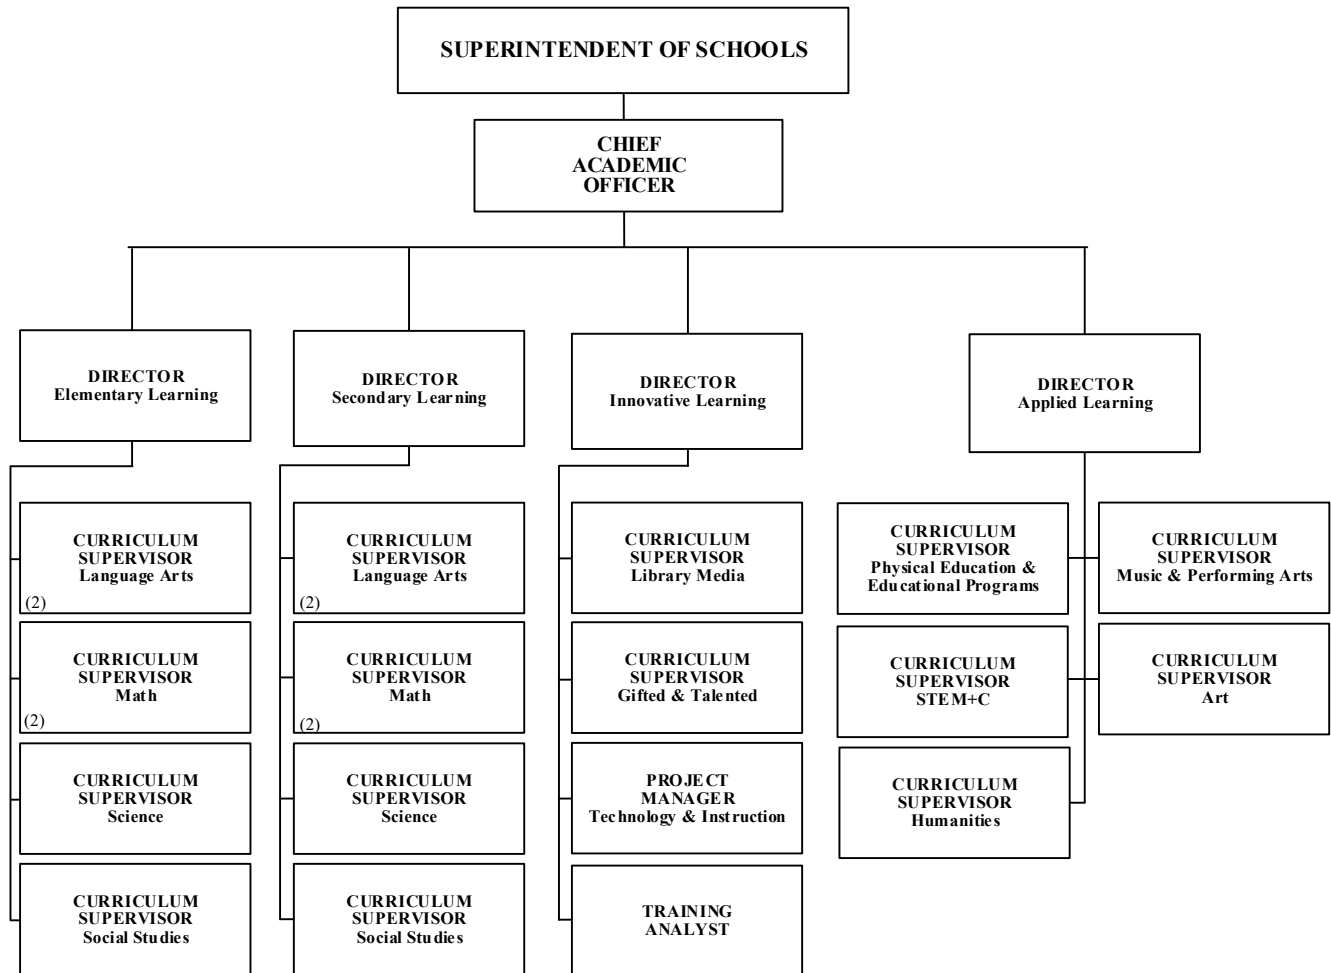 SUPERINTENDENT OF SCHOOLS
CHIEF
ACADEMIC
OFFICER
DIRECTOR
Elementary Learning
DIRECTOR
Secondary Learning
DIRECTOR
Innovative Learning
DIRECTOR
Applied Learning
CURRICULUM
SUPERVISOR
Language Arts
(2)
CURRICULUM
SUPERVISOR
Math
(2)
CURRICULUM
SUPERVISOR
Science
CURRICULUM
SUPERVISOR
Social Studies
CURRICULUM
SUPERVISOR
Language Arts
(2)
CURRICULUM
SUPERVISOR
Math
(2)
CURRICULUM
SUPERVISOR
Science
CURRICULUM
SUPERVISOR
Social Studies
CURRICULUM
SUPERVISOR
Library Media
CURRICULUM
SUPERVISOR
Gifted & Talented
PROJECT
MANAGER
Technology & Instruction
TRAINING
ANALYST
CURRICULUM
SUPERVISOR
Physical Education &
Educational Programs
CURRICULUM
SUPERVISOR
STEM+C
CURRICULUM
SUPERVISOR
Humanities
CURRICULUM
SUPERVISOR
Music & Performing Arts
CURRICULUM
SUPERVISOR
Art